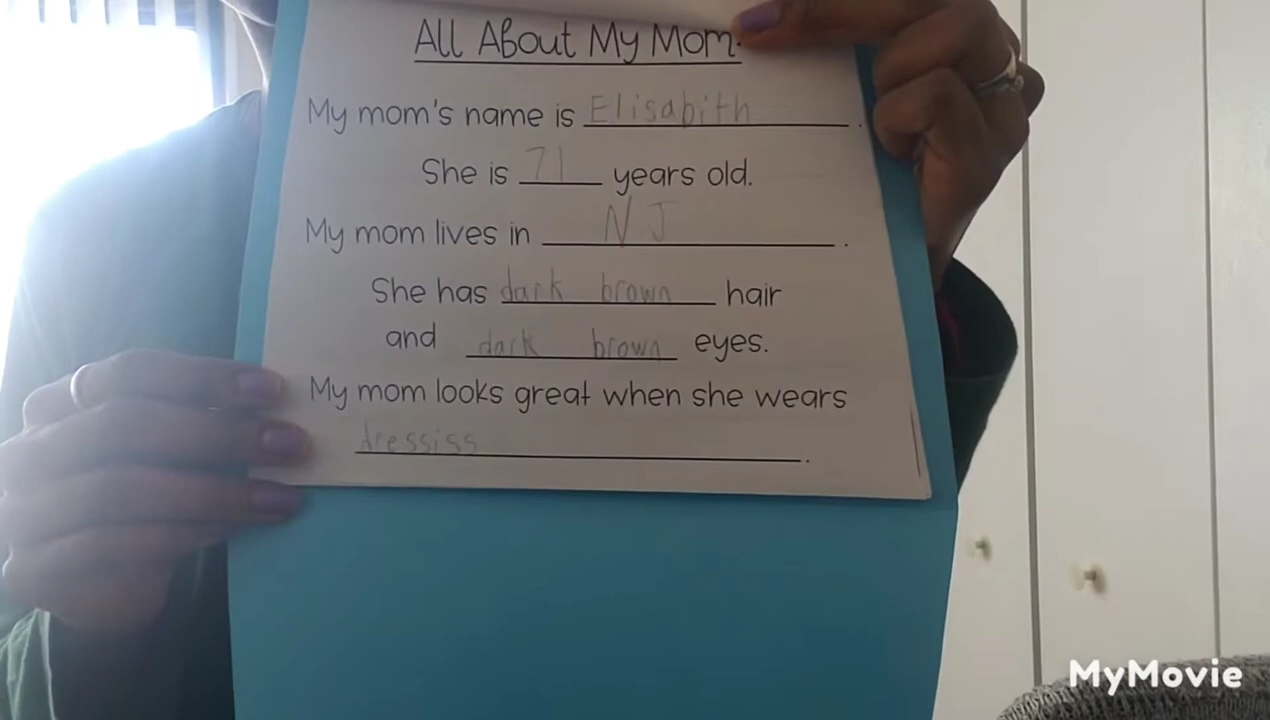 All About My Mom
My mom's name is Elisabith.
She is 71 years old.
My mom lives in NJ.
She has dark brown hair
and dark brown eyes.
My mom looks great when she wears
dressiss.
MyMovie